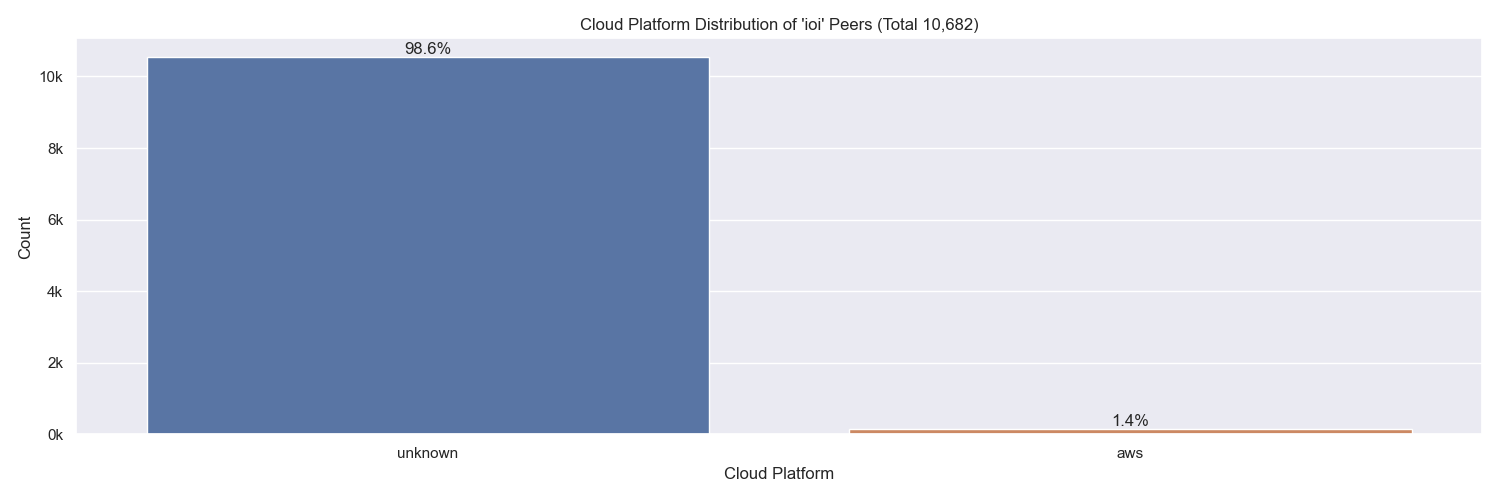 Cloud Platform Distribution of 'ioi' Peers (Total 10,682)
98.6%
10k
8k
6k
4k
2k
0k
Count
1.4%
unknown
aws
Cloud Platform